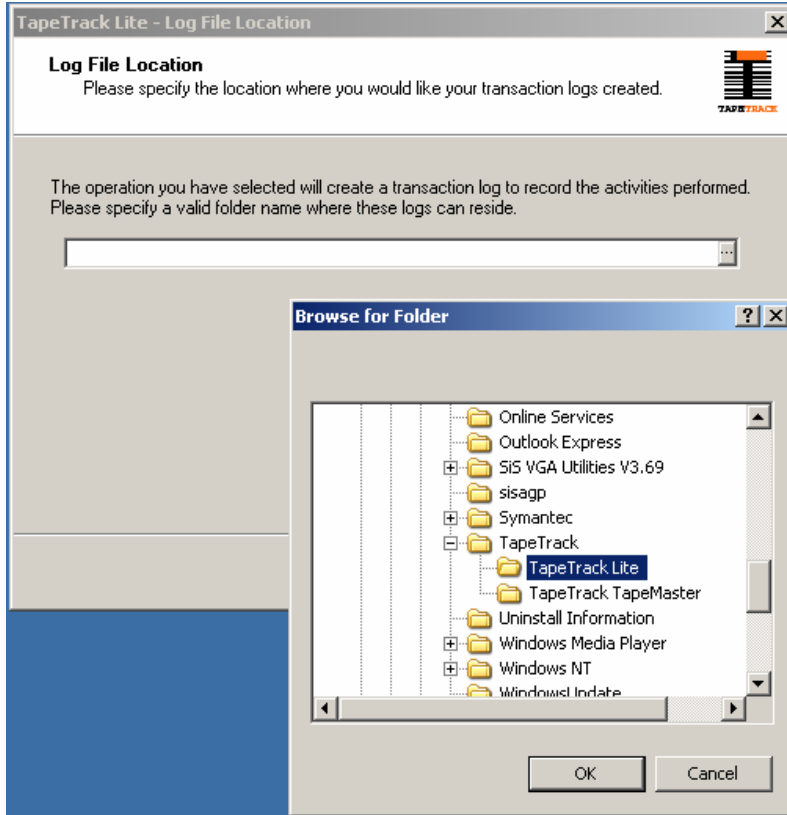 TapeTrack Lite - Log File Location
Log File Location
Please specify the location where you would like your transaction logs created.
TAPETRACK
The operation you have selected will create a transaction log to record the activities performed.
Please specify a valid folder name where these logs can reside.
...
Browse for Folder
Online Services
Outlook Express
SiS VGA Utilities V3.69
sisagp
Symantec
TapeTrack
TapeTrack Lite
TapeTrack TapeMaster
Uninstall Information
Windows Media Player
Windows NT
WindowsUpdate
OK
Cancel